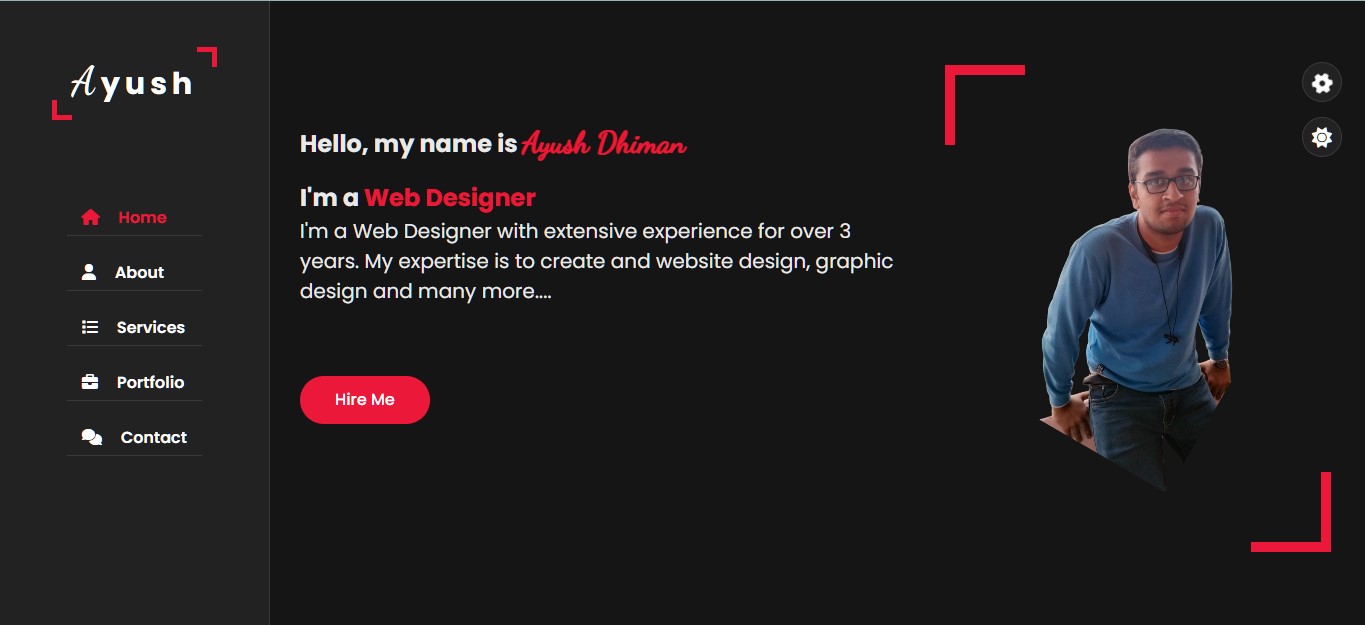 Ayush
Home
About
Services
Portfolio
Contact
Hello, my name is Ayush Dhiman
I'm a Web Designer
I'm a Web Designer with extensive experience for over 3
years. My expertise is to create and website design, graphic
design and many more....
Hire Me